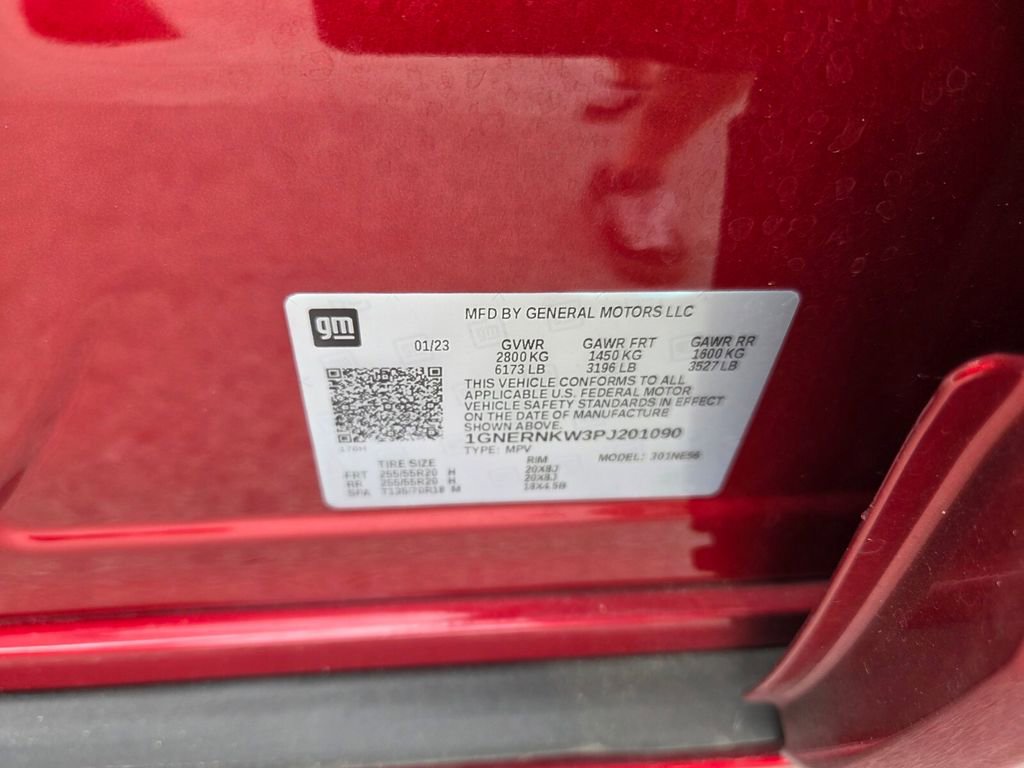 gm
MFD BY GENERAL MOTORS LLC
01/23 GVWR GAWR FRT GAWR RR
2800 KG 1450 KG 1600 KG
6173 LB 3196 LB 3527 LB
THIS VEHICLE CONFORMS TO ALL
APPLICABLE U.S. FEDERAL MOTOR
VEHICLE SAFETY STANDARDS IN EFFECT
ON THE DATE OF MANUFACTURE
SHOWN ABOVE.
1GNERNKW3PJ201090
TYPE: MPV MODEL: 
TIRE SIZE RIM
FRT 255/55R20 H 20X8J
RR 255/55R20 H 20X8J
SPA T135/70R18 M 18X4.5B